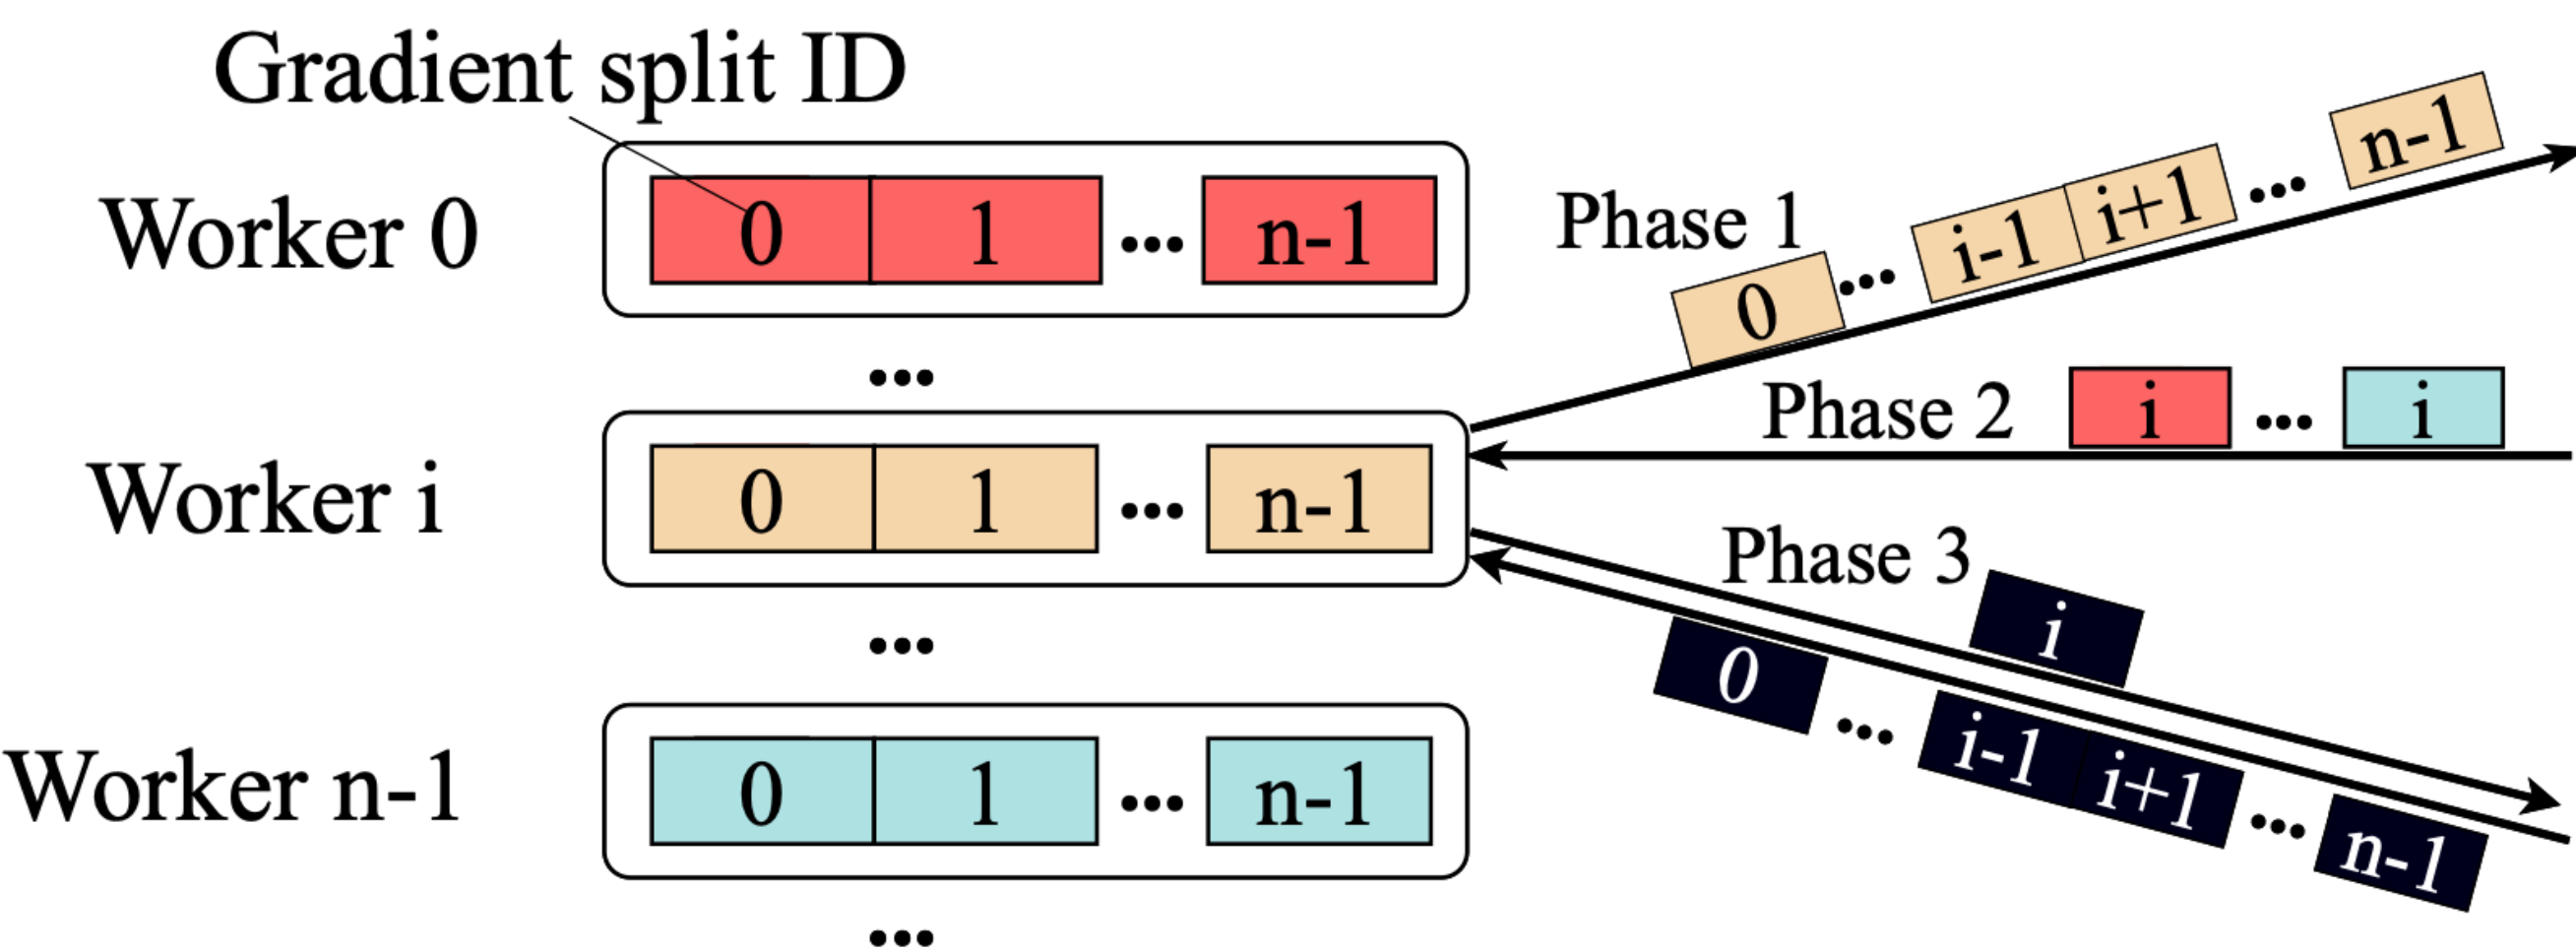 Gradient split ID
Worker 0
0 1 ... n-1
...
Worker i
0 1 ... n-1
...
Worker n-1
0 1 ... n-1
...
Phase 1
0 ... i-1 i+1 ... n-1
Phase 2
i ... i
Phase 3
i
0 ... i-1 i+1 ... n-1